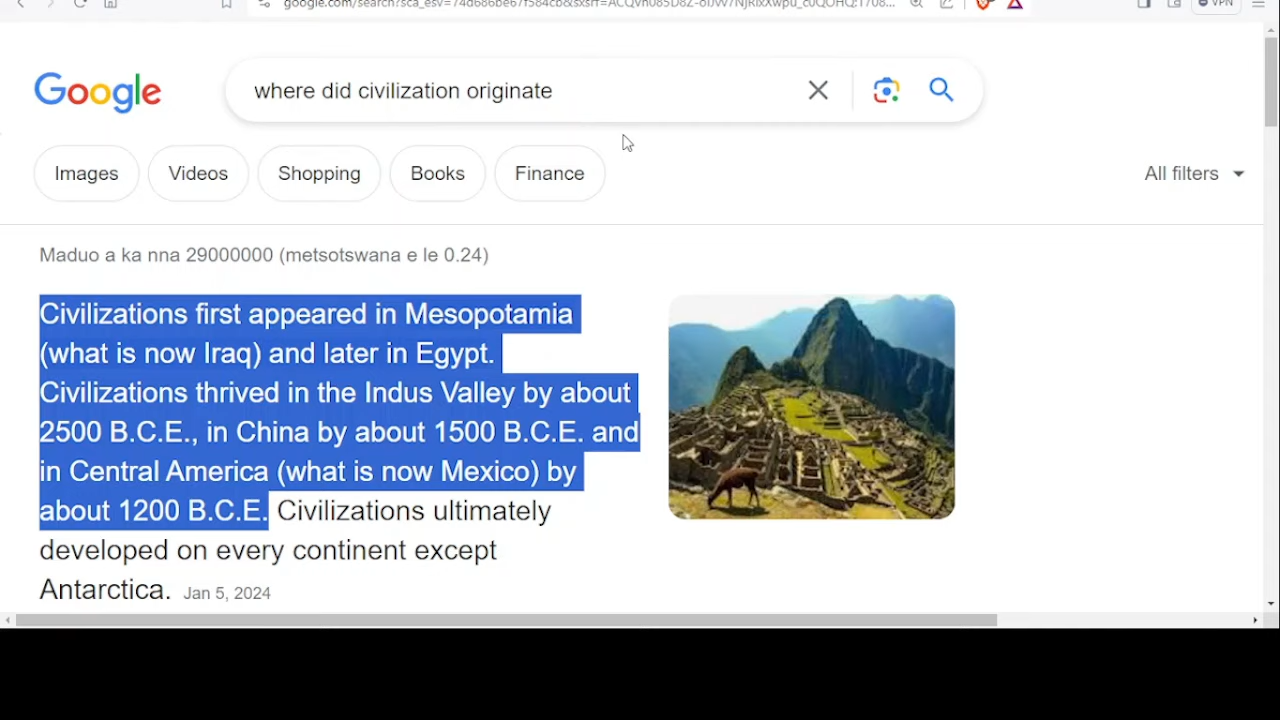 Google
where did civilization originate
VPN
Images
Videos
Shopping
Books
Finance
All filters
Maduo a ka nna 29000000 (metsotswana e le 0.24)
Civilizations first appeared in Mesopotamia
(what is now Iraq) and later in Egypt.
Civilizations thrived in the Indus Valley by about
2500 B.C.E., in China by about 1500 B.C.E. and
in Central America (what is now Mexico) by
about 1200 B.C.E. Civilizations ultimately
developed on every continent except
Antarctica. Jan 5, 2024